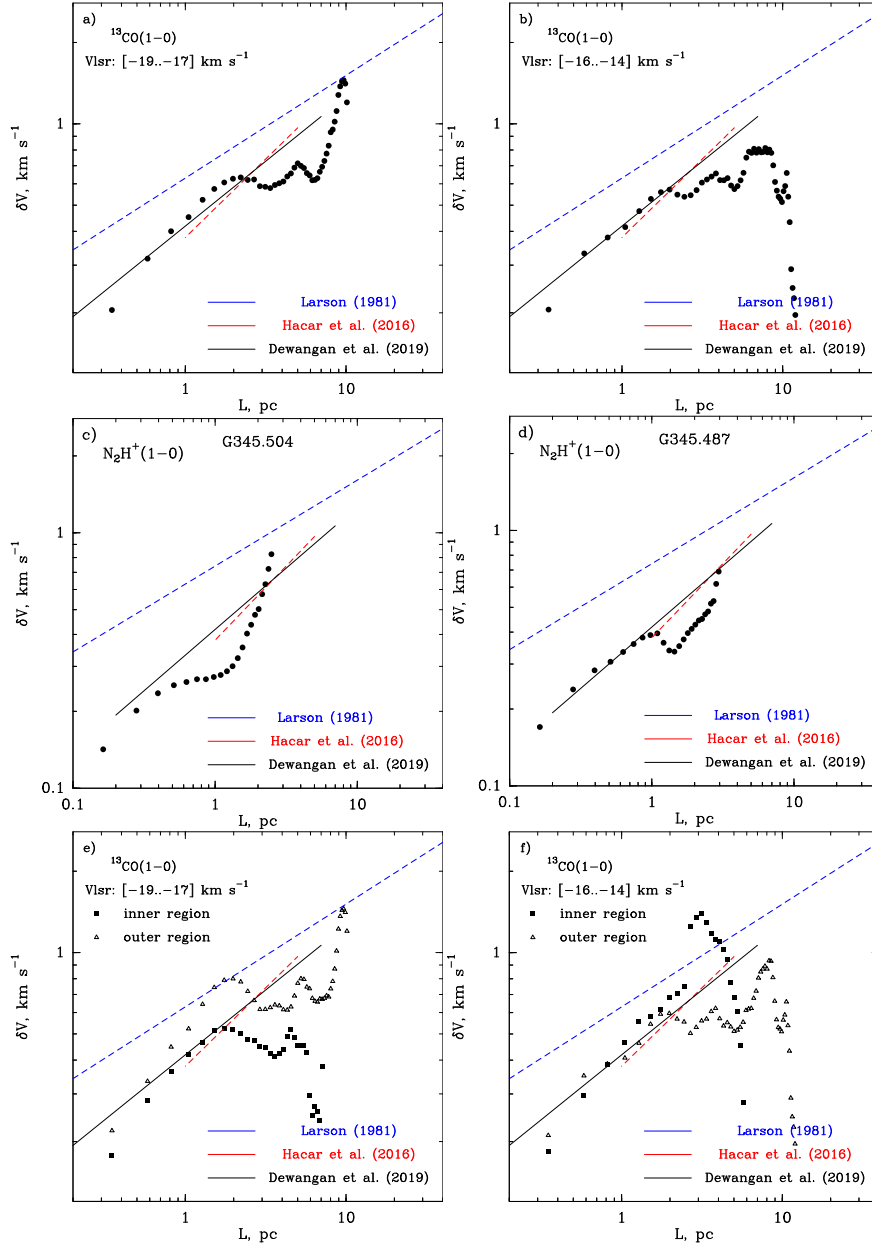 a)
¹³CO(1−0)
Vlsr: [−19..−17] km s⁻¹
1
δV, km s⁻¹
Larson (1981)
Hacar et al. (2016)
Dewangan et al. (2019)
1
10
L, pc
b)
¹³CO(1−0)
Vlsr: [−16..−14] km s⁻¹
1
δV, km s⁻¹
Larson (1981)
Hacar et al. (2016)
Dewangan et al. (2019)
1
10
L, pc
c)
G345.504
N₂H⁺(1−0)
1
δV, km s⁻¹
Larson (1981)
Hacar et al. (2016)
Dewangan et al. (2019)
0.1
0.1
1
10
L, pc
d)
G345.487
N₂H⁺(1−0)
1
δV, km s⁻¹
Larson (1981)
Hacar et al. (2016)
Dewangan et al. (2019)
0.1
0.1
1
10
L, pc
e)
¹³CO(1−0)
Vlsr: [−19..−17] km s⁻¹
inner region
outer region
1
δV, km s⁻¹
Larson (1981)
Hacar et al. (2016)
Dewangan et al. (2019)
1
10
L, pc
f)
¹³CO(1−0)
Vlsr: [−16..−14] km s⁻¹
inner region
outer region
1
δV, km s⁻¹
Larson (1981)
Hacar et al. (2016)
Dewangan et al. (2019)
1
10
L, pc